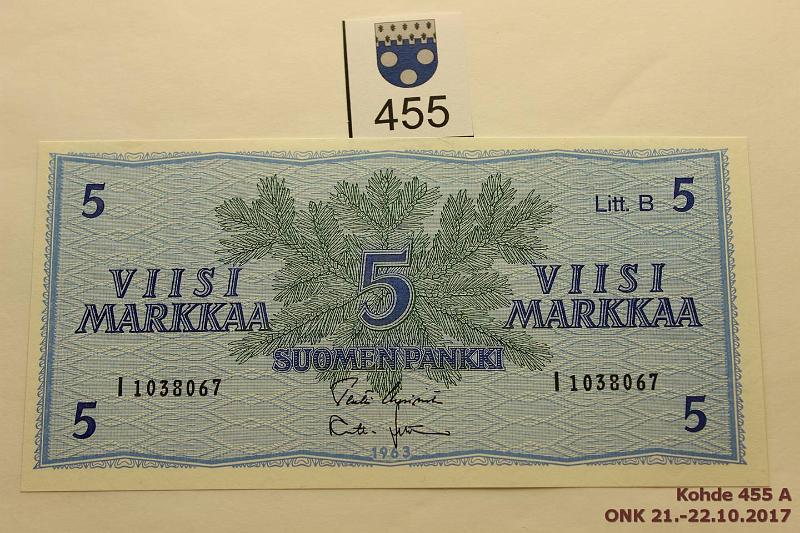 455
5
Litt. B 5
5
VIISI MARKKAA
VIISI MARKKAA
SUOMEN PANKKI
I 1038067
I 1038067
5
5
1963
Kohde 455 A
ONK 21.-22.10.2017